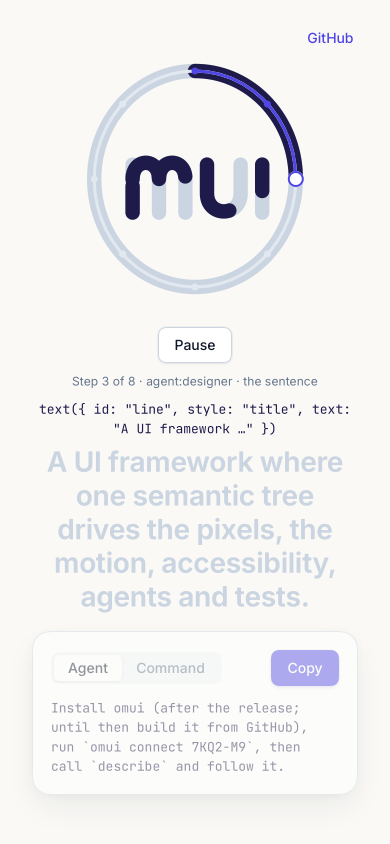 GitHub
mui
Pause
Step 3 of 8 · agent:designer · the sentence
text({ id: "line", style: "title", text:
"A UI framework …" })
A UI framework where
one semantic tree
drives the pixels, the
motion, accessibility,
agents and tests.
Agent Command Copy
Install omui (after the release;
until then build it from GitHub),
run `omui connect 7KQ2-M9`, then
call `describe` and follow it.